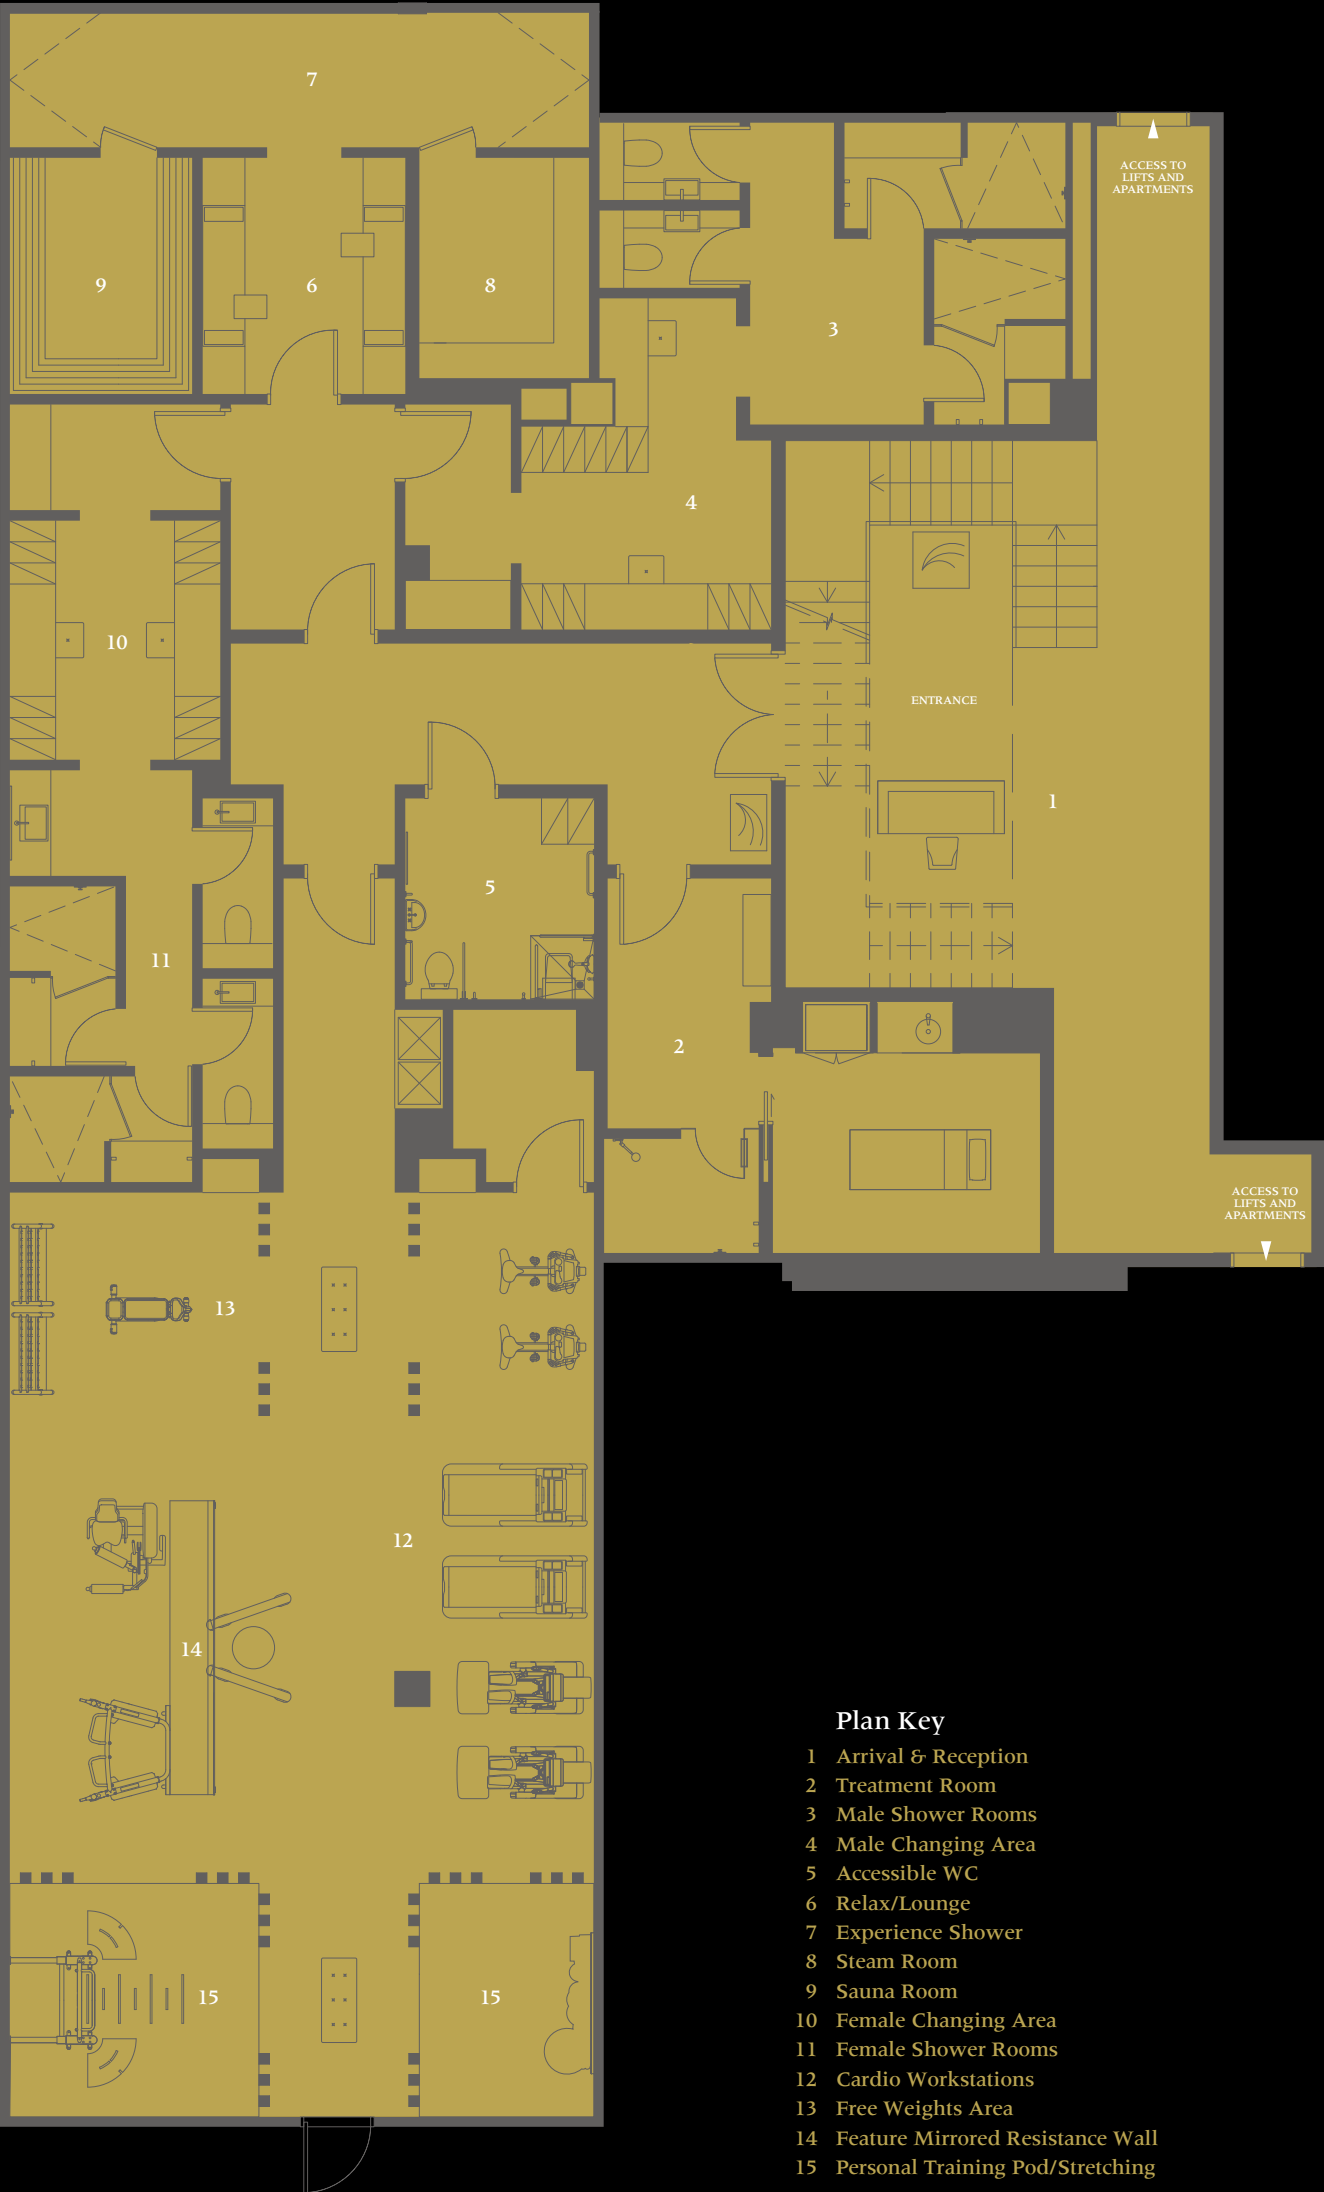 7
ACCESS TO
LIFTS AND
APARTMENTS
9
6
8
3
4
10
ENTRANCE
1
5
11
2
ACCESS TO
LIFTS AND
APARTMENTS
13
12
14
15
15
Plan Key
1 Arrival & Reception
2 Treatment Room
3 Male Shower Rooms
4 Male Changing Area
5 Accessible WC
6 Relax/Lounge
7 Experience Shower
8 Steam Room
9 Sauna Room
10 Female Changing Area
11 Female Shower Rooms
12 Cardio Workstations
13 Free Weights Area
14 Feature Mirrored Resistance Wall
15 Personal Training Pod/Stretching